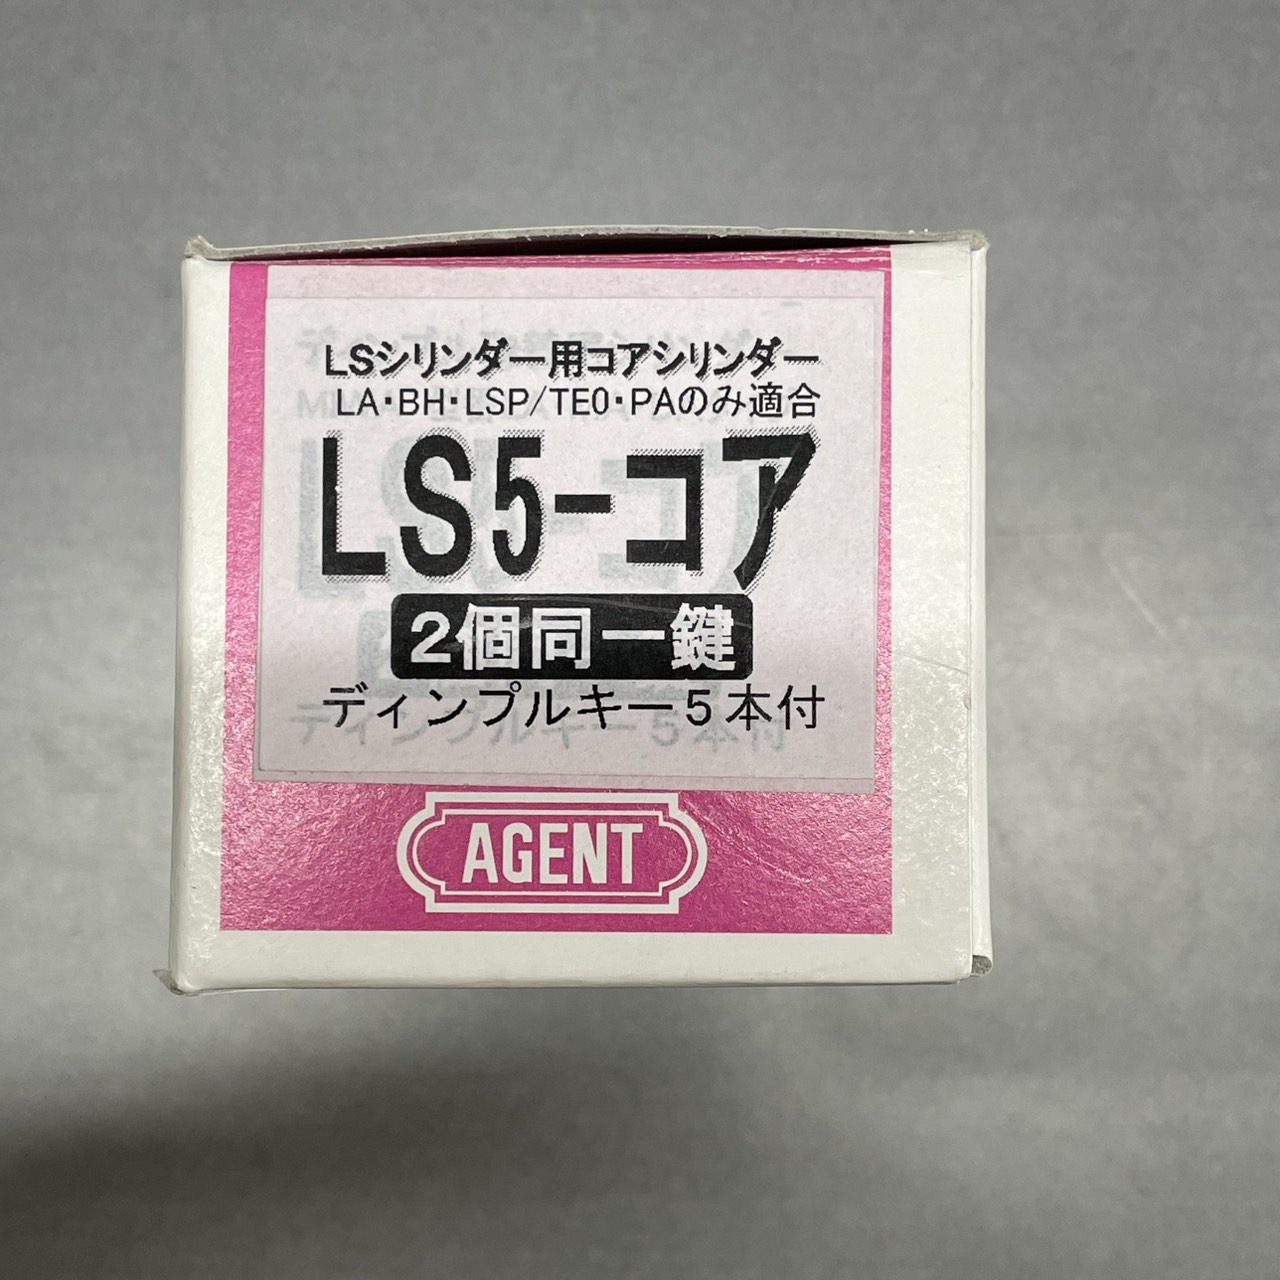 LSシリンダー用コアシリンダー
LA・BH・LSP/TE0・PAのみ適合
LS5-コア
2個同一鍵
ディンプルキー5本付
AGENT